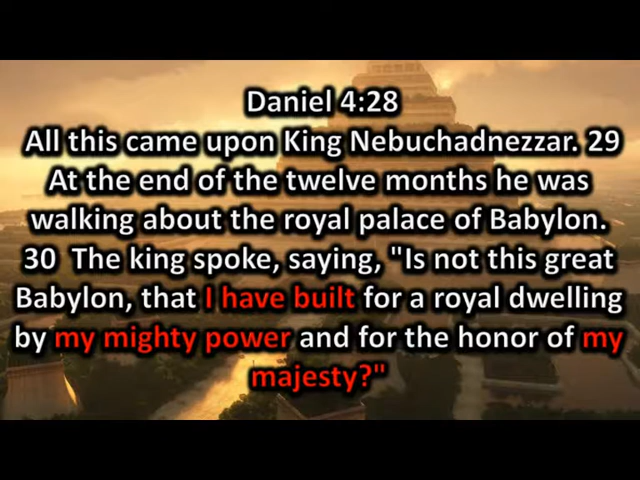 Daniel 4:28
All this came upon King Nebuchadnezzar. 29
At the end of the twelve months he was
walking about the royal palace of Babylon.
30  The king spoke, saying, "Is not this great
Babylon, that I have built for a royal dwelling
by my mighty power and for the honor of my
majesty?"